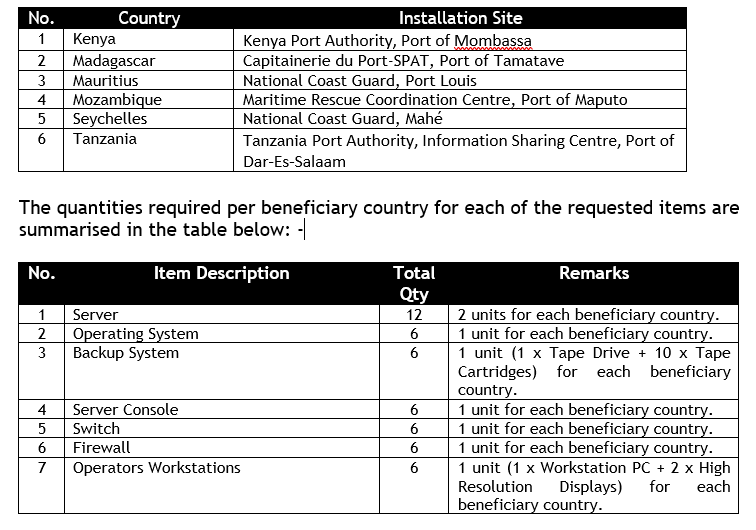 No. Country Installation Site
1 Kenya Kenya Port Authority, Port of Mombassa
2 Madagascar Capitainerie du Port-SPAT, Port of Tamatave
3 Mauritius National Coast Guard, Port Louis
4 Mozambique Maritime Rescue Coordination Centre, Port of Maputo
5 Seychelles National Coast Guard, Mahé
6 Tanzania Tanzania Port Authority, Information Sharing Centre, Port of
Dar-Es-Salaam
The quantities required per beneficiary country for each of the requested items are
summarised in the table below: -
No. Item Description Total Remarks
Qty
1 Server 12 2 units for each beneficiary country.
2 Operating System 6 1 unit for each beneficiary country.
3 Backup System 6 1 unit (1 x Tape Drive + 10 x Tape
Cartridges) for each beneficiary
country.
4 Server Console 6 1 unit for each beneficiary country.
5 Switch 6 1 unit for each beneficiary country.
6 Firewall 6 1 unit for each beneficiary country.
7 Operators Workstations 6 1 unit (1 x Workstation PC + 2 x High
Resolution Displays) for each
beneficiary country.